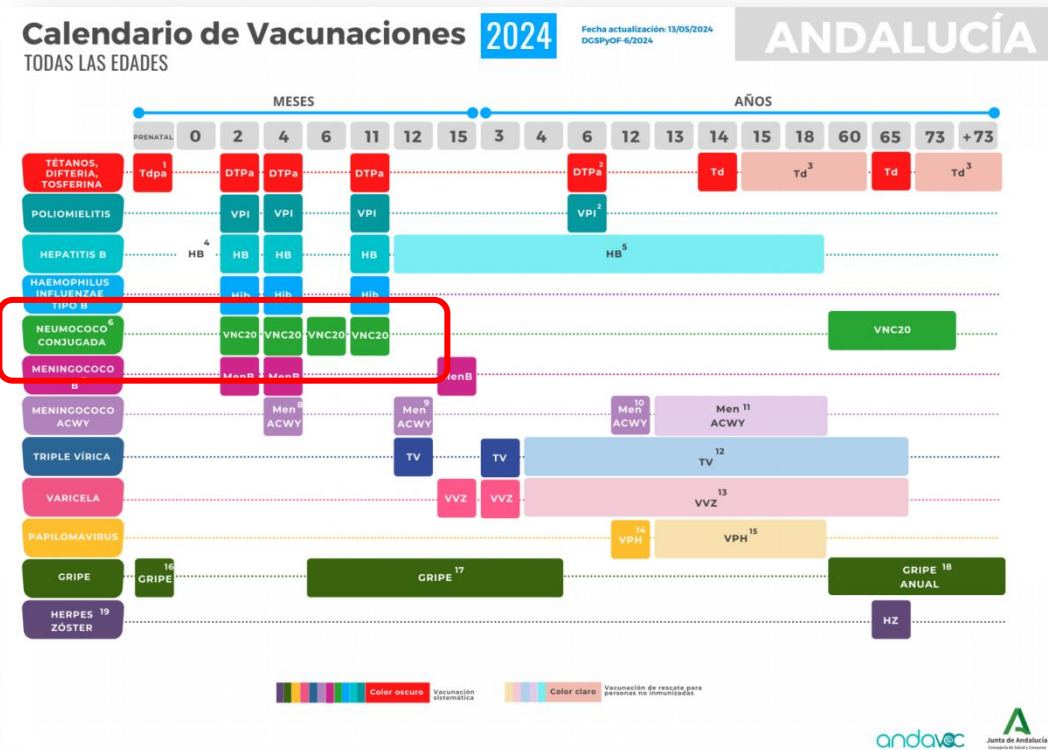 Calendario de Vacunaciones 2024
TODAS LAS EDADES
Fecha actualización: 13/05/2024
DGSPyOF-6/2024
ANDALUCÍA
MESES
AÑOS
PRENATAL 0 2 4 6 11 12 15 3 4 6 12 13 14 15 18 60 65 73 +73
TÉTANOS,
DIFTERIA,
TOSFERINA
Tdpa 1 DTPa DTPa DTPa DTPa 2 Td Td 3 Td Td 3
POLIOMIELITIS VPI VPI VPI VPI 2
HEPATITIS B HB 4 HB HB HB HB 5
HAEMOPHILUS
INFLUENZAE
TIPO B
Hib Hib Hib
NEUMOCOCO 6
CONJUGADA
VNC20 VNC20 VNC20 VNC20 VNC20
MENINGOCOCO
B
MenB MenB MenB
MENINGOCOCO
ACWY
Men 8
ACWY
Men 9
ACWY
Men 10
ACWY
Men 11
ACWY
TRIPLE VÍRICA TV TV TV 12
VARICELA VVZ VVZ VVZ 13
PAPILOMAVIRUS VPH 14 VPH 15
GRIPE GRIPE 16 GRIPE 17 GRIPE 18
ANUAL
HERPES 19
ZÓSTER
HZ
Color oscuro
Vacunación
sistemática
Color claro
Vacunación de rescate para
personas no inmunizadas
andavac
Junta de Andalucía
Consejería de Salud y Consumo